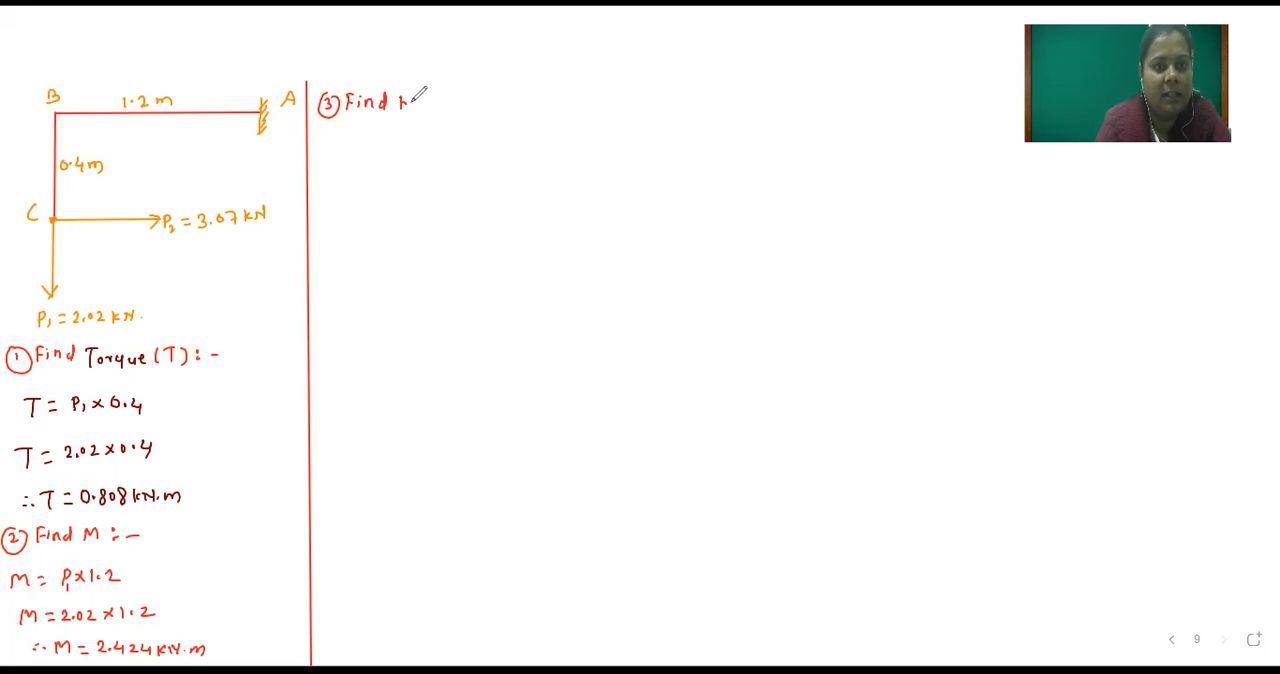 B 1.2 m A
0.4m
C P₂ = 3.07 kN
P₁ = 2.02 kN.
① Find Torque (T) : -
T = P₁ × 0.4
T = 2.02 × 0.4
∴ T = 0.808 kN.m
② Find M : -
M = P₁ × 1.2
M = 2.02 × 1.2
∴ M = 2.424 kN.m
③ Find
9